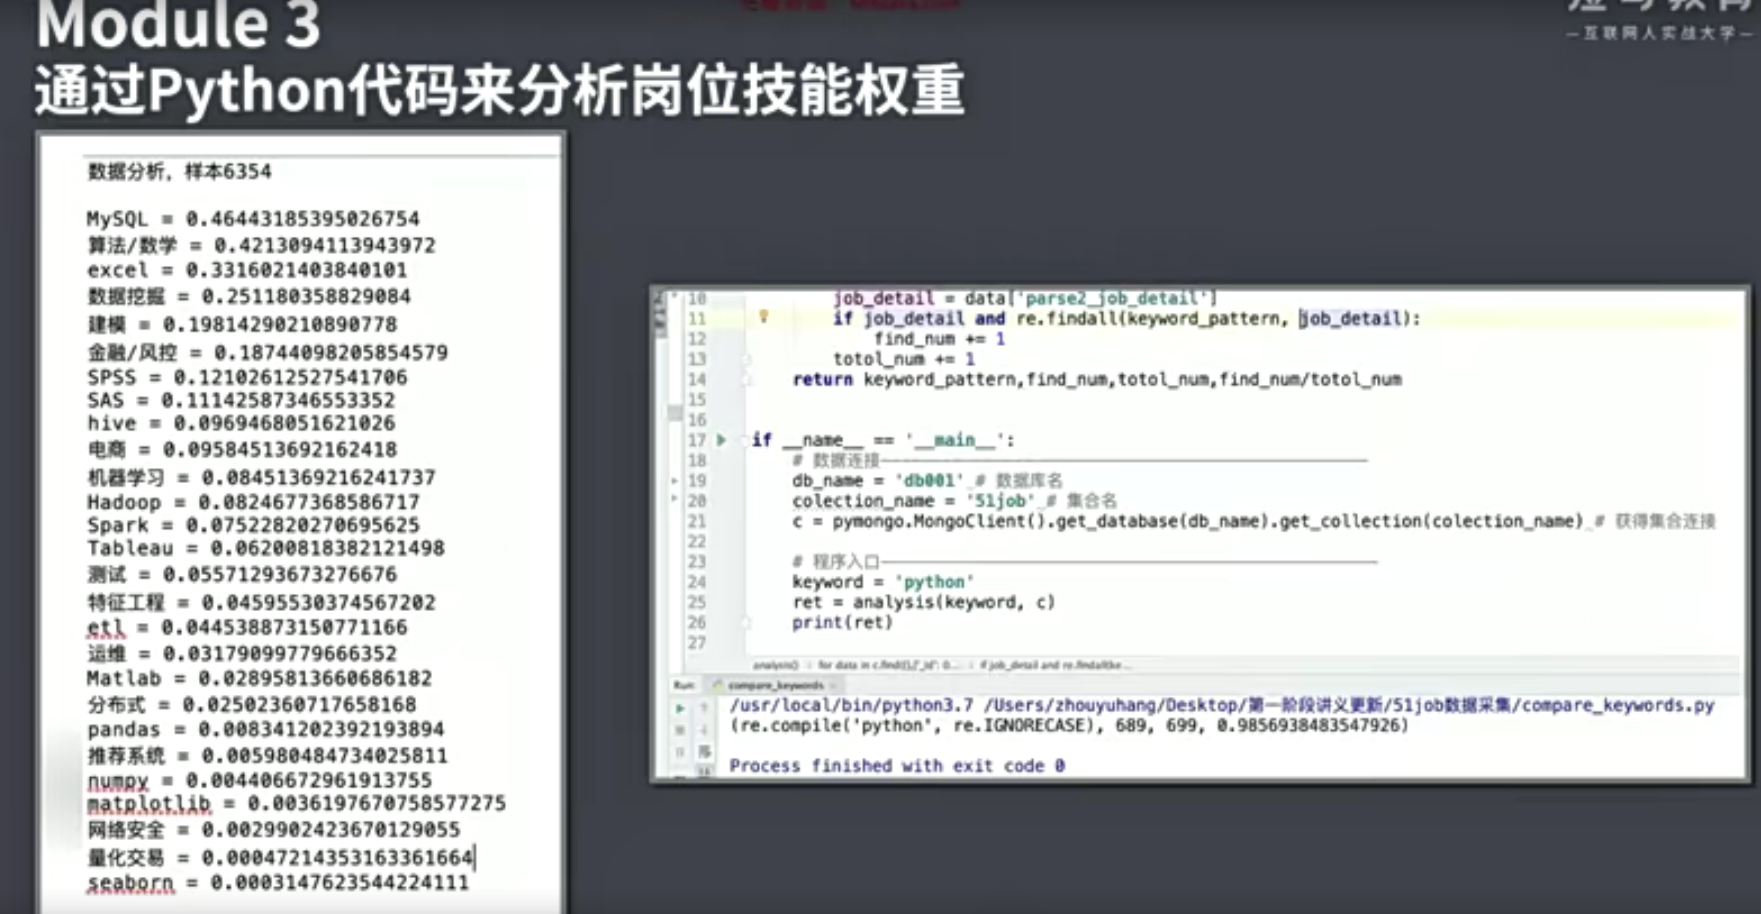 Module 3
—互联网人实战大学—
通过Python代码来分析岗位技能权重
数据分析，样本6354
MySQL = 0.46443185395026754
算法/数学 = 0.4213094113943972
excel = 0.3316021403840101
数据挖掘 = 0.251180358829084
建模 = 0.198142910210890778
金融/风控 = 0.18744098205854579
SPSS = 0.12102612527541706
SAS = 0.11142587346553352
hive = 0.09694680516210​26
电商 = 0.095845136921624​18
机器学习 = 0.08451369216241737
Hadoop = 0.0824677368586717
Spark = 0.07522820270695625
Tableau = 0.06200818382121498
测试 = 0.05571293673276676
特征工程 = 0.04595530374567202
etl = 0.0445388731507​71166
运维 = 0.03179099779666352
Matlab = 0.02895813660686182
分布式 = 0.025023607176​58168
pandas = 0.008341202392193894
推荐系统 = 0.005980484734025811
numpy = 0.0044066729619137​55
matplotlib = 0.0036197670758577275
网络安全 = 0.0029902423670129055
量化交易 = 0.00047214353163361664
seaborn = 0.0003147623544224111
10 job_detail = data['parse2_job_detail']
11 if job_detail and re.findall(keyword_pattern, job_detail):
12 find_num += 1
13 totol_num += 1
14 return keyword_pattern,find_num,totol_num,find_num/totol_num
15
16
17 if __name__ == '__main__':
18 # 数据连接
19 db_name = 'db001' # 数据库名
20 colection_name = '51job' # 集合名
21 c = pymongo.MongoClient().get_database(db_name).get_collection(colection_name) # 获得集合连接
22
23 # 程序入口
24 keyword = 'python'
25 ret = analysis(keyword, c)
26 print(ret)
27
analysis() for data in c.find({},{"_id": 0... if job_detail and re.findall(ke...
Run: compare_keywords
/usr/local/bin/python3.7 /Users/zhouyuhang/Desktop/第一阶段讲义更新/51job数据采集/compare_keywords.py
(re.compile('python', re.IGNORECASE), 689, 699, 0.9856938483547926)
Process finished with exit code 0